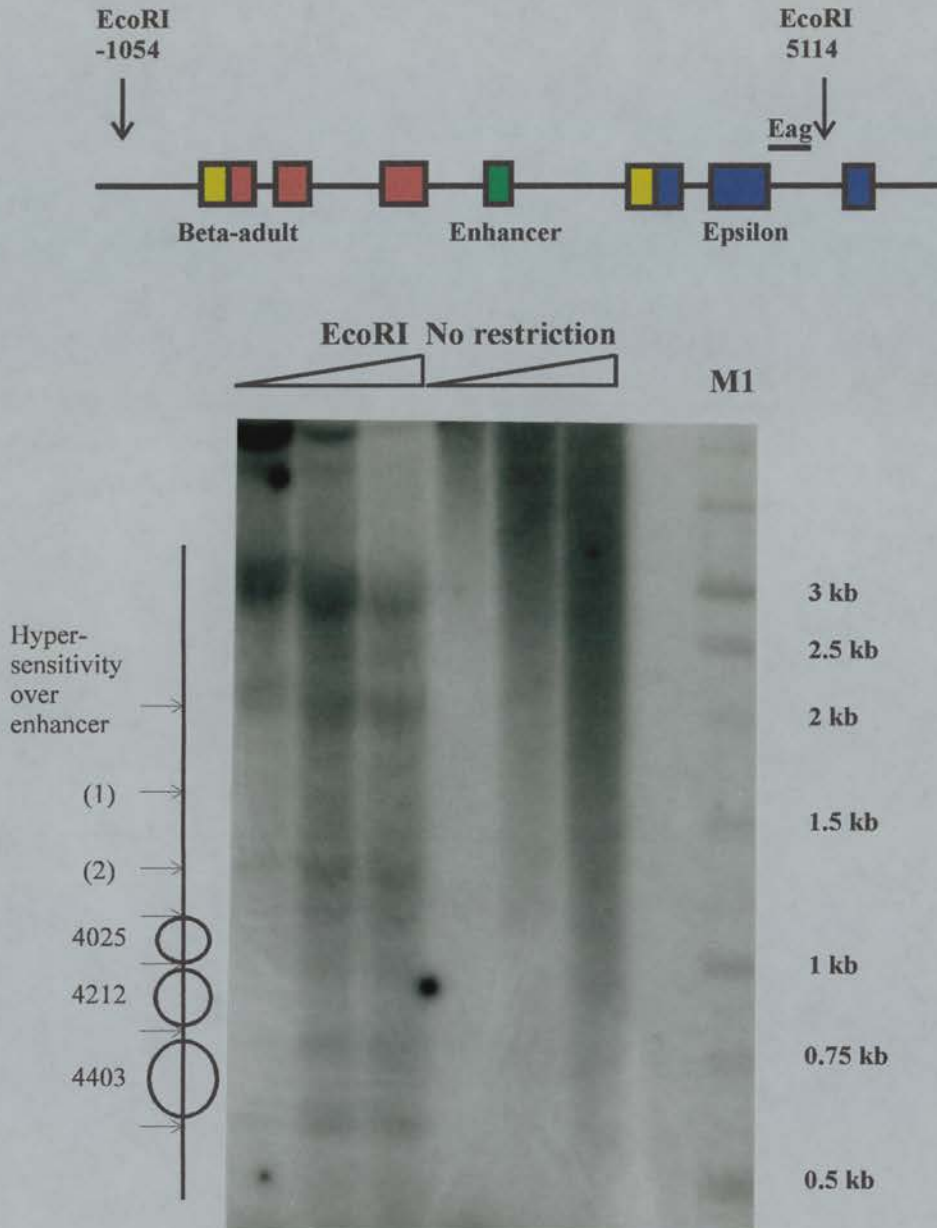 EcoRI
-1054
EcoRI
5114
Eag
Beta-adult
Enhancer
Epsilon
EcoRI No restriction
M1
Hyper-
sensitivity
over
enhancer
(1)
(2)
4025
4212
4403
3 kb
2.5 kb
2 kb
1.5 kb
1 kb
0.75 kb
0.5 kb